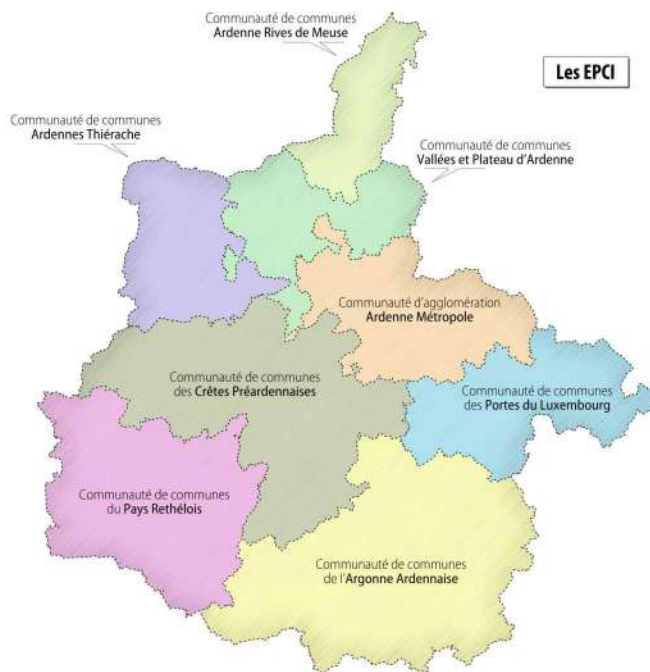 Communauté de communes
Ardenne Rives de Meuse
Les EPCI
Communauté de communes
Ardennes Thiérache
Communauté de communes
Vallées et Plateau d'Ardenne
Communauté d'agglomération
Ardenne Métropole
Communauté de communes
des Crêtes Préardennaises
Communauté de communes
des Portes du Luxembourg
Communauté de communes
du Pays Rethélois
Communauté de communes
de l'Argonne Ardennaise